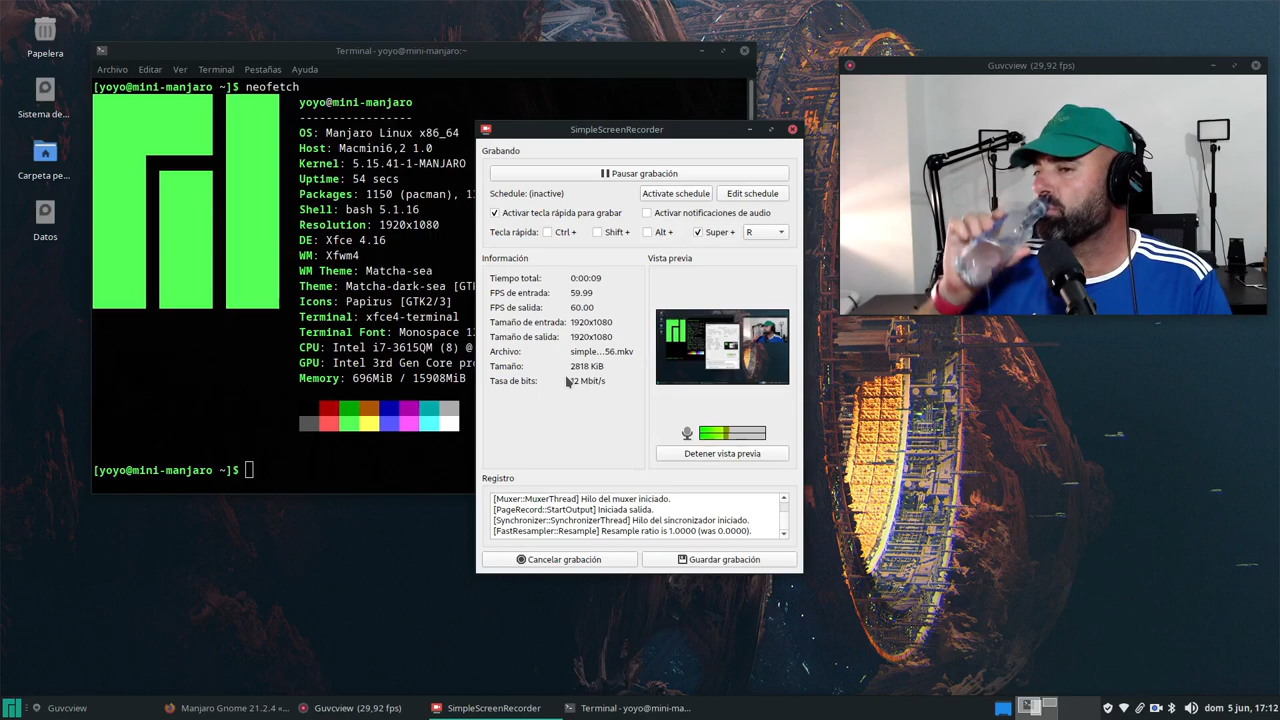 Papelera
Sistema de...
Carpeta pe...
Datos
Terminal - yoyo@mini-manjaro:~
Archivo Editar Ver Terminal Pestañas Ayuda
[yoyo@mini-manjaro ~]$ neofetch
yoyo@mini-manjaro
-----------------
OS: Manjaro Linux x86_64
Host: Macmini6,2 1.0
Kernel: 5.15.41-1-MANJARO
Uptime: 54 secs
Packages: 1150 (pacman),
Shell: bash 5.1.16
Resolution: 1920x1080
DE: Xfce 4.16
WM: Xfwm4
WM Theme: Matcha-sea
Theme: Matcha-dark-sea [GTK
Icons: Papirus [GTK2/3]
Terminal: xfce4-terminal
Terminal Font: Monospace
CPU: Intel i7-3615QM (8) @
GPU: Intel 3rd Gen Core
Memory: 696MiB / 15908MiB
[yoyo@mini-manjaro ~]$
SimpleScreenRecorder
Grabando
Pausar grabación
Schedule: (inactive) Activate schedule Edit schedule
Activar tecla rápida para grabar Activar notificaciones de audio
Tecla rápida: Ctrl + Shift + Alt + Super + R
Información
Tiempo total: 0:00:09
FPS de entrada: 59.99
FPS de salida: 60.00
Tamaño de entrada: 1920x1080
Tamaño de salida: 1920x1080
Archivo: simple...56.mkv
Tamaño: 2818 KiB
Tasa de bits: Mbit/s
Vista previa
Detener vista previa
Registro
[Muxer::MuxerThread] Hilo del muxer iniciado.
[PageRecord::StartOutput] Iniciada salida.
[Synchronizer::SynchronizerThread] Hilo del sincronizador iniciado.
[FastResampler::Resample] Resample ratio is 1.0000 (was 0.0000).
Cancelar grabación Guardar grabación
Guvcview (29,92 fps)
Guvcview Manjaro Gnome 21.2.4 «... Guvcview (29,92 fps) SimpleScreenRecorder Terminal - yoyo@mini-ma... dom 5 jun, 17:12